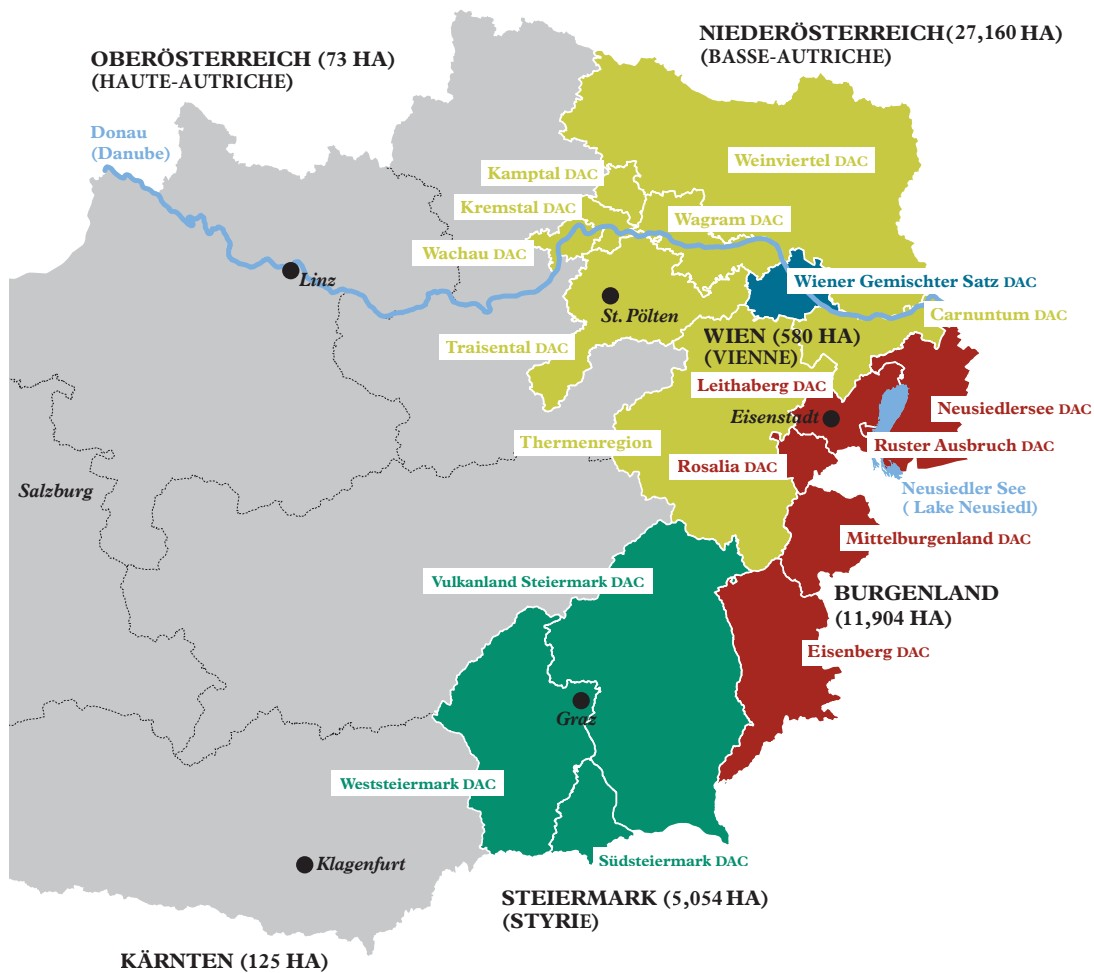 NIEDERÖSTERREICH (27,160 HA)
(BASSE-AUTRICHE)
OBERÖSTERREICH (73 HA)
(HAUTE-AUTRICHE)
Donau
(Danube)
Weinviertel DAC
Kamptal DAC
Kremstal DAC
Wagram DAC
Wachau DAC
Linz
Wiener Gemischter Satz DAC
St. Pölten
Carnuntum DAC
WIEN (580 HA)
(VIENNE)
Traisental DAC
Leithaberg DAC
Eisenstadt
Neusiedlersee DAC
Thermenregion
Ruster Ausbruch DAC
Rosalia DAC
Salzburg
Neusiedler See
( Lake Neusiedl)
Mittelburgenland DAC
Vulkanland Steiermark DAC
BURGENLAND
(11,904 HA)
Eisenberg DAC
Graz
Weststeiermark DAC
Südsteiermark DAC
Klagenfurt
STEIERMARK (5,054 HA)
(STYRIE)
KÄRNTEN (125 HA)